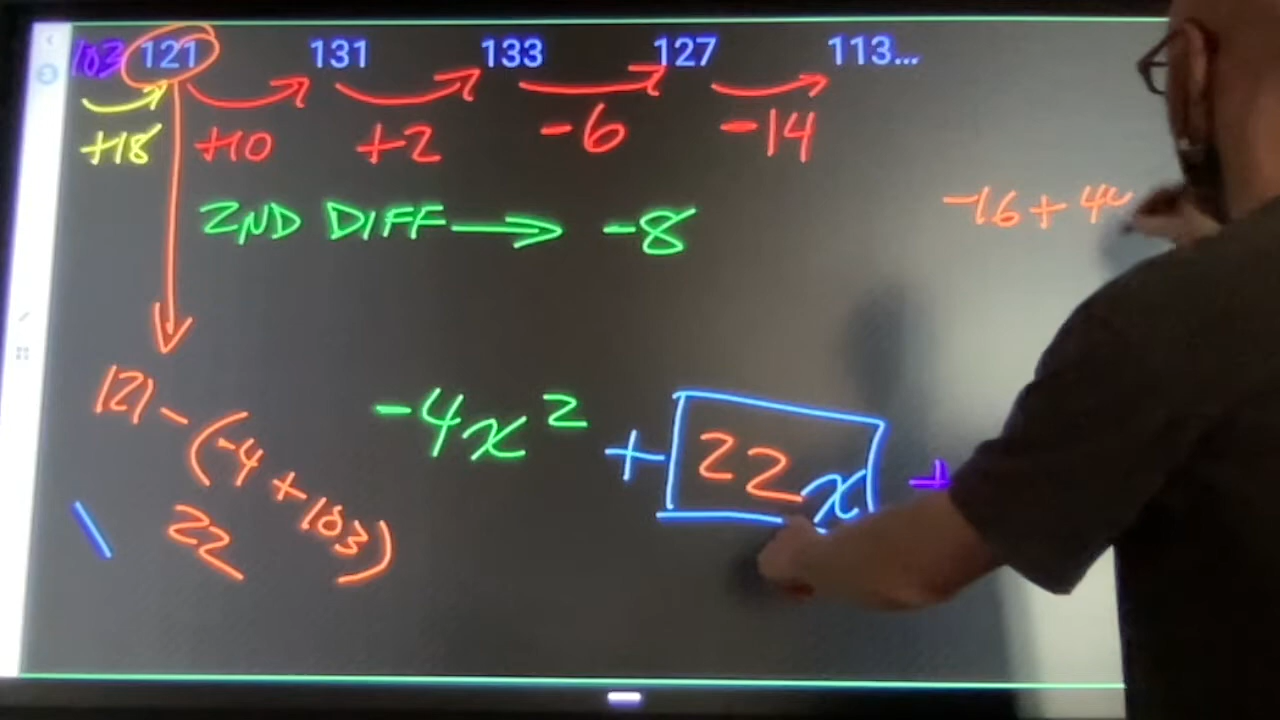 103 121 131 133 127 113...
+18 +10 +2 -6 -14
2ND DIFF → -8
-16 + 44
121 - (-4 + 103)
22
-4x² + 22x +